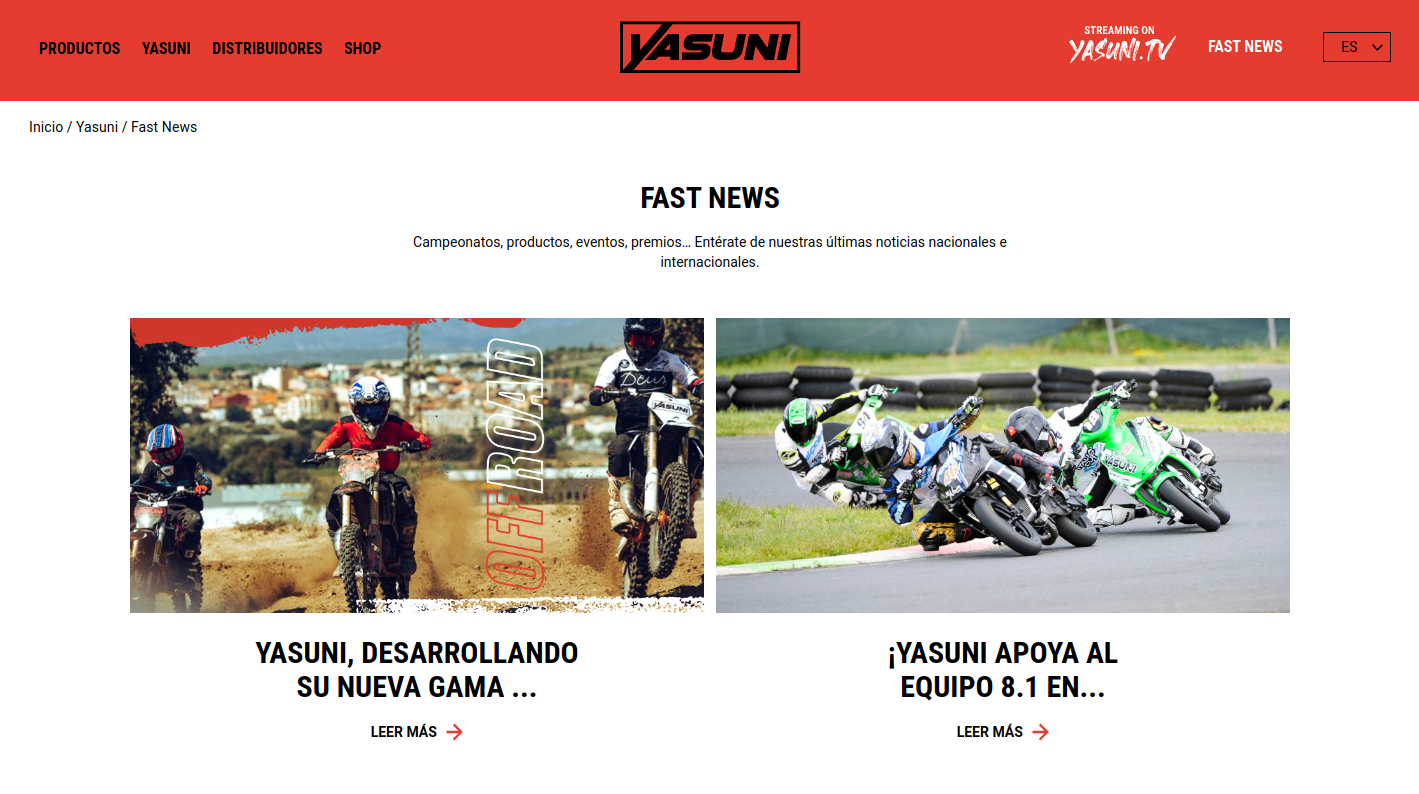 PRODUCTOS YASUNI DISTRIBUIDORES SHOP
YASUNI
STREAMING ON
YASUNI.TV
FAST NEWS
ES
Inicio / Yasuni / Fast News
FAST NEWS
Campeonatos, productos, eventos, premios... Entérate de nuestras últimas noticias nacionales e
internacionales.
OFFROAD
Deus
YASUNI
YASUNI
YASUNI, DESARROLLANDO
SU NUEVA GAMA ...
LEER MÁS
¡YASUNI APOYA AL
EQUIPO 8.1 EN...
LEER MÁS